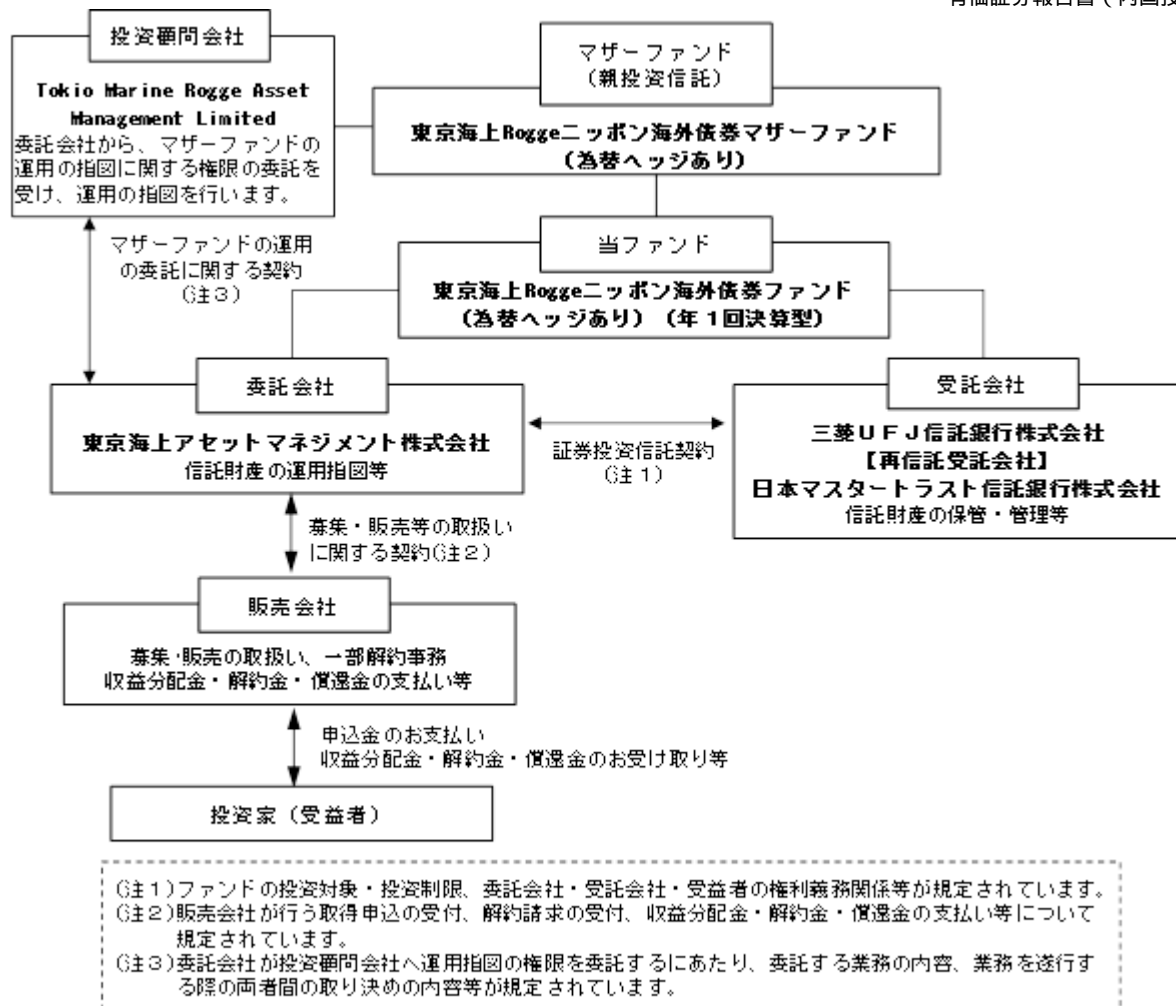 投資顧問会社
Tokio Marine Rogge Asset
Management Limited
委託会社から、マザーファンドの
運用の指図に関する権限の委託を
受け、運用の指図を行います。
マザーファンド
(親投資信託)
東京海上Roggeニッポン海外債券マザーファンド
(為替ヘッジあり)
マザーファンドの運用
の委託に関する契約
(注3)
当ファンド
東京海上Roggeニッポン海外債券ファンド
(為替ヘッジあり)(年1回決算型)
委託会社
東京海上アセットマネジメント株式会社
信託財産の運用指図等
証券投資信託契約
(注1)
受託会社
三菱UFJ信託銀行株式会社
【再信託受託会社】
日本マスタートラスト信託銀行株式会社
信託財産の保管・管理等
募集・販売等の取扱い
に関する契約(注2)
販売会社
募集・販売の取扱い、一部解約事務
収益分配金・解約金・償還金の支払い等
申込金のお支払い
収益分配金・解約金・償還金のお受け取り等
投資家(受益者)
(注1)ファンドの投資対象・投資制限、委託会社・受託会社・受益者の権利義務関係等が規定されています。
(注2)販売会社が行う取得申込の受付、解約請求の受付、収益分配金・解約金・償還金の支払い等について
規定されています。
(注3)委託会社が投資顧問会社へ運用指図の権限を委託するにあたり、委託する業務の内容、業務を遂行す
る際の両者間の取り決めの内容等が規定されています。